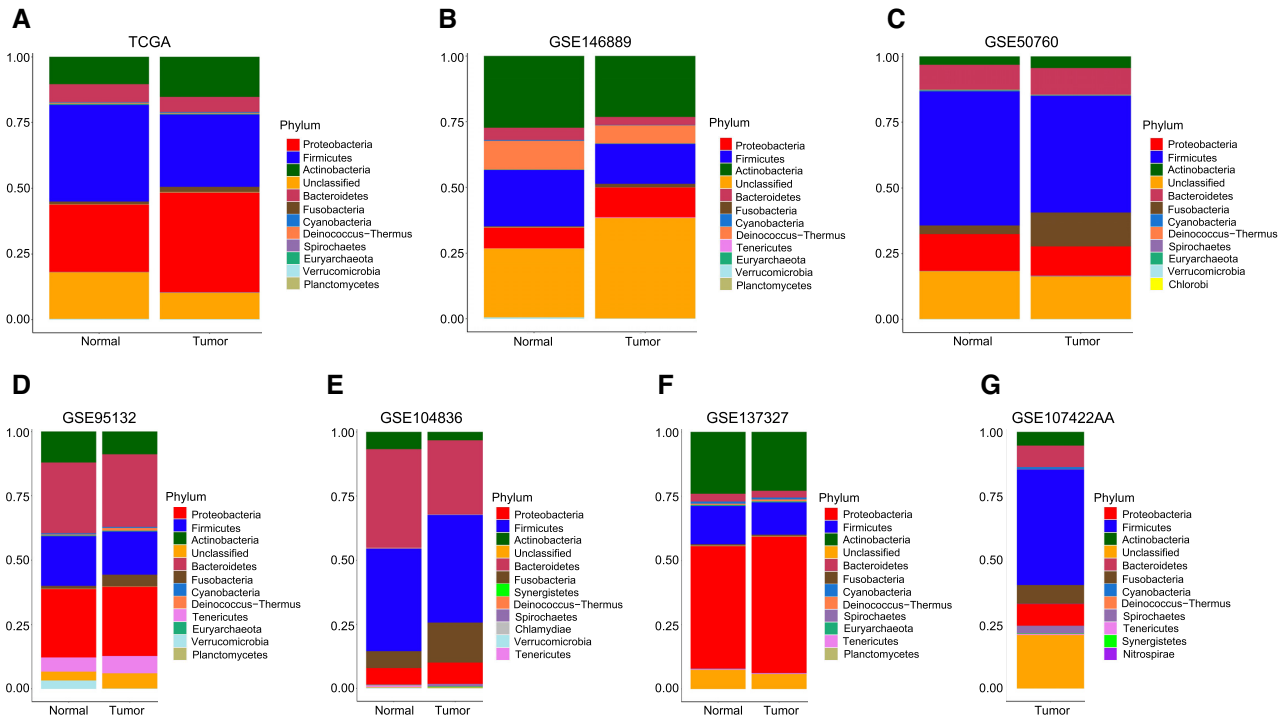 A
TCGA
1.00
0.75
0.50
0.25
0.00
Normal
Tumor
Phylum
Proteobacteria
Firmicutes
Actinobacteria
Unclassified
Bacteroidetes
Fusobacteria
Cyanobacteria
Deinococcus−Thermus
Spirochaetes
Euryarchaeota
Verrucomicrobia
Planctomycetes
B
GSE146889
1.00
0.75
0.50
0.25
0.00
Normal
Tumor
Phylum
Proteobacteria
Firmicutes
Actinobacteria
Unclassified
Bacteroidetes
Fusobacteria
Cyanobacteria
Deinococcus−Thermus
Tenericutes
Euryarchaeota
Verrucomicrobia
Planctomycetes
C
GSE50760
1.00
0.75
0.50
0.25
0.00
Normal
Tumor
Phylum
Proteobacteria
Firmicutes
Actinobacteria
Unclassified
Bacteroidetes
Fusobacteria
Cyanobacteria
Deinococcus−Thermus
Spirochaetes
Euryarchaeota
Verrucomicrobia
Chlorobi
D
GSE95132
1.00
0.75
0.50
0.25
0.00
Normal
Tumor
Phylum
Proteobacteria
Firmicutes
Actinobacteria
Unclassified
Bacteroidetes
Fusobacteria
Cyanobacteria
Deinococcus−Thermus
Tenericutes
Euryarchaeota
Verrucomicrobia
Planctomycetes
E
GSE104836
1.00
0.75
0.50
0.25
0.00
Normal
Tumor
Phylum
Proteobacteria
Firmicutes
Actinobacteria
Unclassified
Bacteroidetes
Fusobacteria
Synergistetes
Deinococcus−Thermus
Spirochaetes
Chlamydiae
Verrucomicrobia
Tenericutes
F
GSE137327
1.00
0.75
0.50
0.25
0.00
Normal
Tumor
Phylum
Proteobacteria
Firmicutes
Actinobacteria
Unclassified
Bacteroidetes
Fusobacteria
Cyanobacteria
Deinococcus−Thermus
Spirochaetes
Euryarchaeota
Tenericutes
Planctomycetes
G
GSE107422AA
1.00
0.75
0.50
0.25
0.00
Tumor
Phylum
Proteobacteria
Firmicutes
Actinobacteria
Unclassified
Bacteroidetes
Fusobacteria
Cyanobacteria
Deinococcus−Thermus
Spirochaetes
Tenericutes
Synergistetes
Nitrospirae